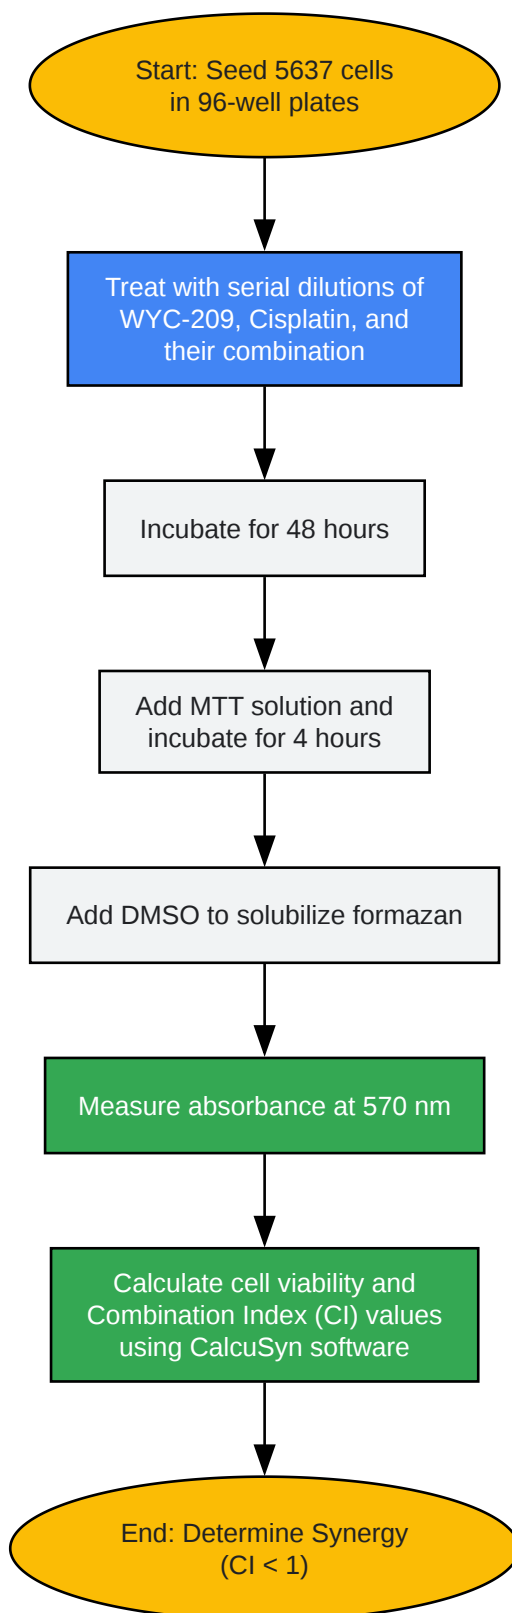 Start: Seed 5637 cells
in 96-well plates
Treat with serial dilutions of
WYC-209, Cisplatin, and
their combination
Incubate for 48 hours
Add MTT solution and
incubate for 4 hours
Add DMSO to solubilize formazan
Measure absorbance at 570 nm
Calculate cell viability and
Combination Index (CI) values
using CalcuSyn software
End: Determine Synergy
(CI < 1)